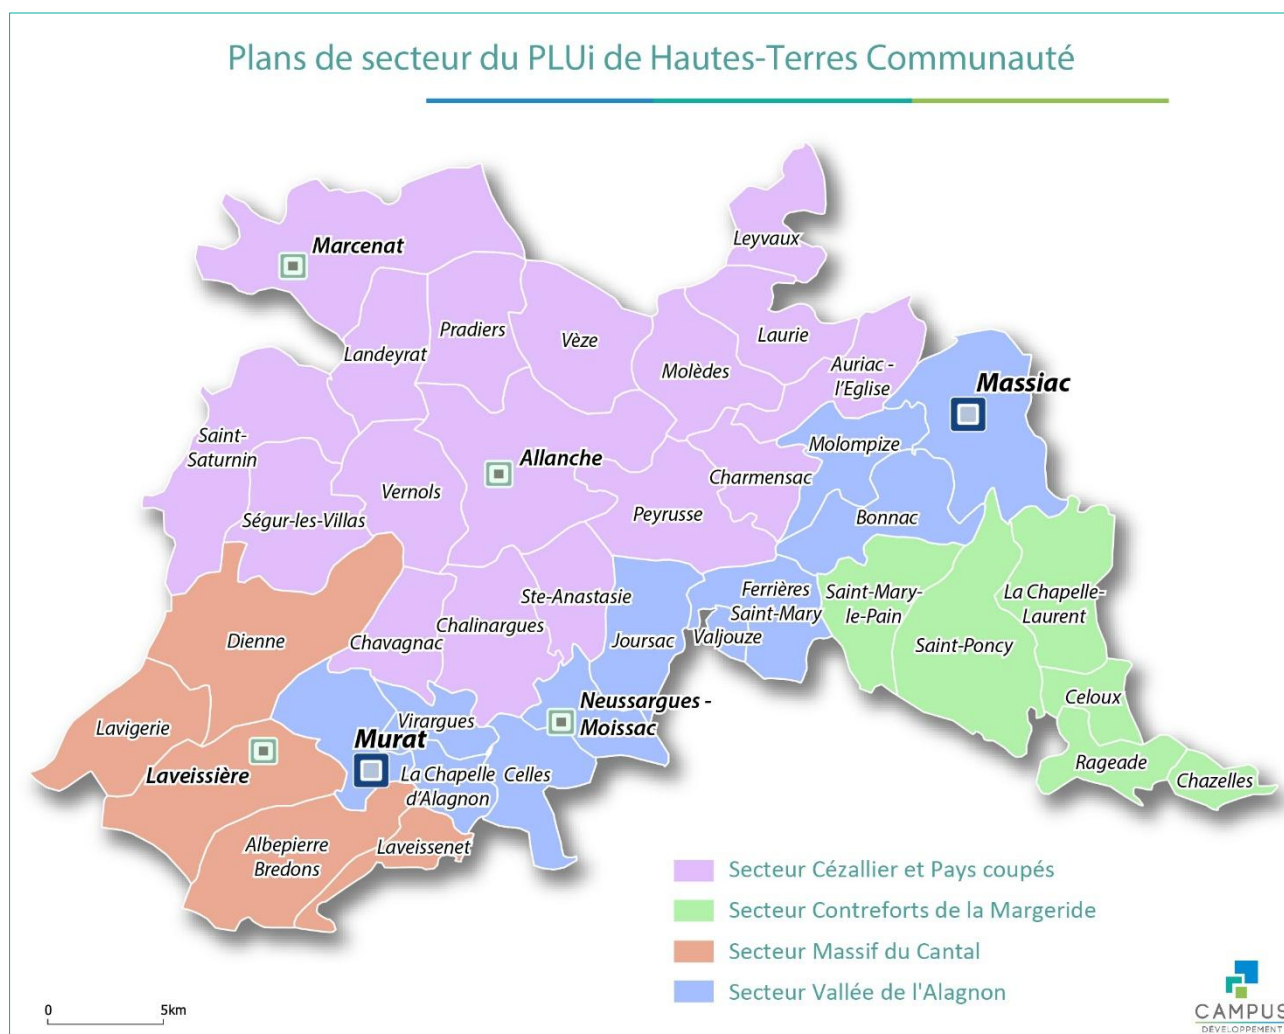 Plans de secteur du PLUi de Hautes-Terres Communauté
Leyvaux
Marcenat
Pradiers
Vèze
Laurie
Landeyrat
Molèdes
Auriac -
l'Eglise
Massiac
Saint-
Saturnin
Allanche
Molompize
Vernols
Charmensac
Ségur-les-Villas
Peyrusse
Bonnac
Ste-Anastasie
Ferrières
Saint-Mary
Saint-Mary-
le-Pain
La Chapelle-
Laurent
Dienne
Chavagnac
Chalinargues
Joursac
Valjouze
Saint-Poncy
Celoux
Lavigerie
Virargues
Neussargues -
Moissac
Murat
Laveissière
La Chapelle
d'Alagnon
Celles
Rageade
Chazelles
Albepierre
Bredons
Laveissenet
Secteur Cézallier et Pays coupés
Secteur Contreforts de la Margeride
Secteur Massif du Cantal
Secteur Vallée de l'Alagnon
0 5km
CAMPUS
DÉVELOPPEMENT